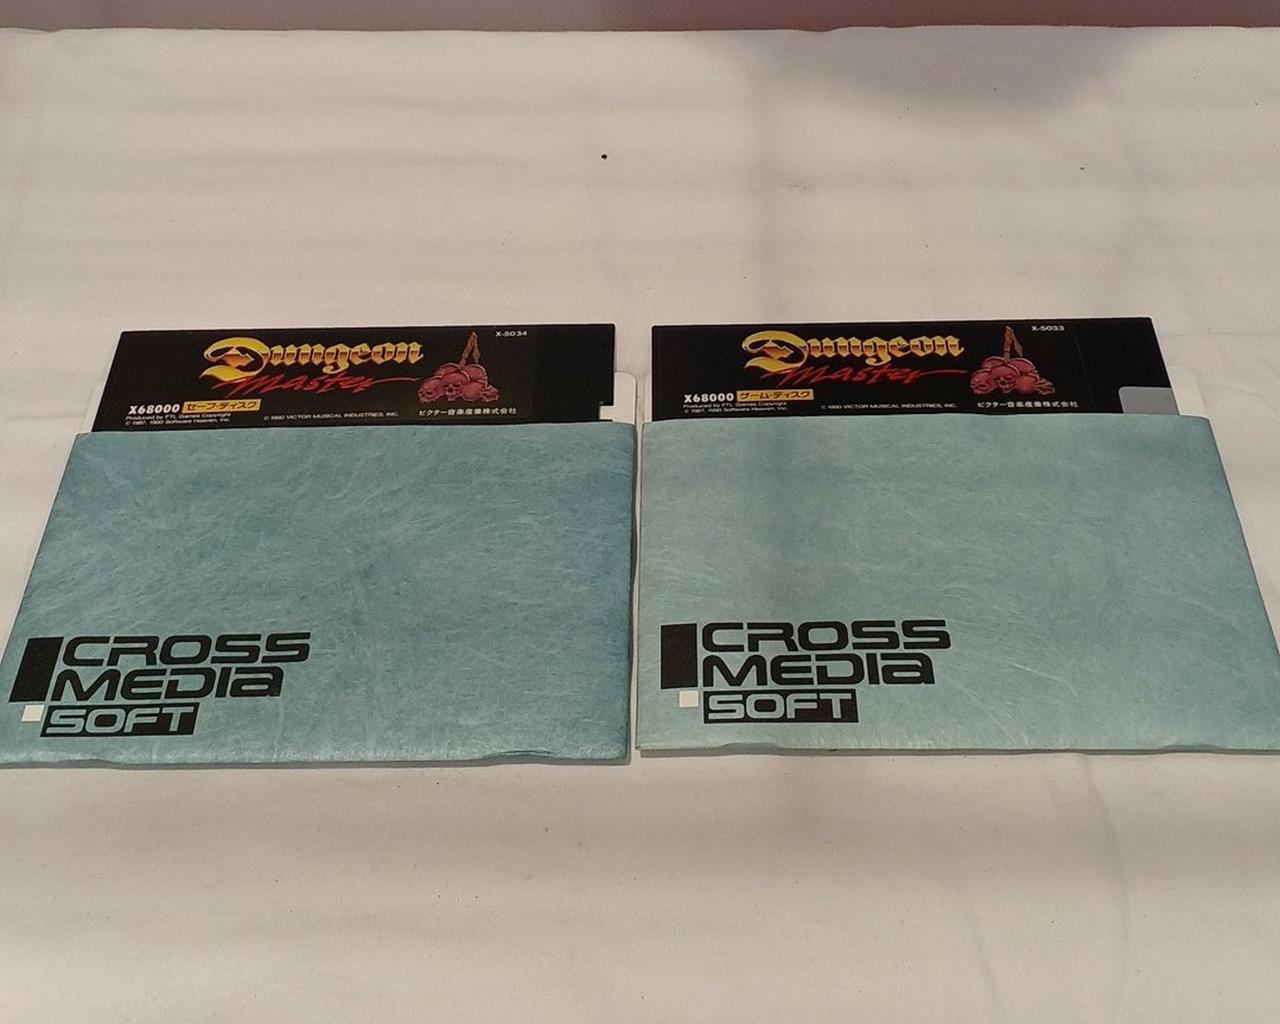 X-5034
Dungeon
Master
X68000 セーブ・ディスク
Produced by FTL Games Copyright
© 1987, 1990 Software Heaven, Inc.
© 1990 VICTOR MUSICAL INDUSTRIES, INC.
ビクター音楽産業株式会社
CROSS
MEDIA
SOFT
X-5033
Dungeon
Master
X68000 ゲーム・ディスク
Produced by FTL Games Copyright
© 1987, 1990 Software Heaven, Inc.
© 1990 VICTOR MUSICAL INDUSTRIES, INC.
ビクター音楽産業株式会社
CROSS
MEDIA
SOFT